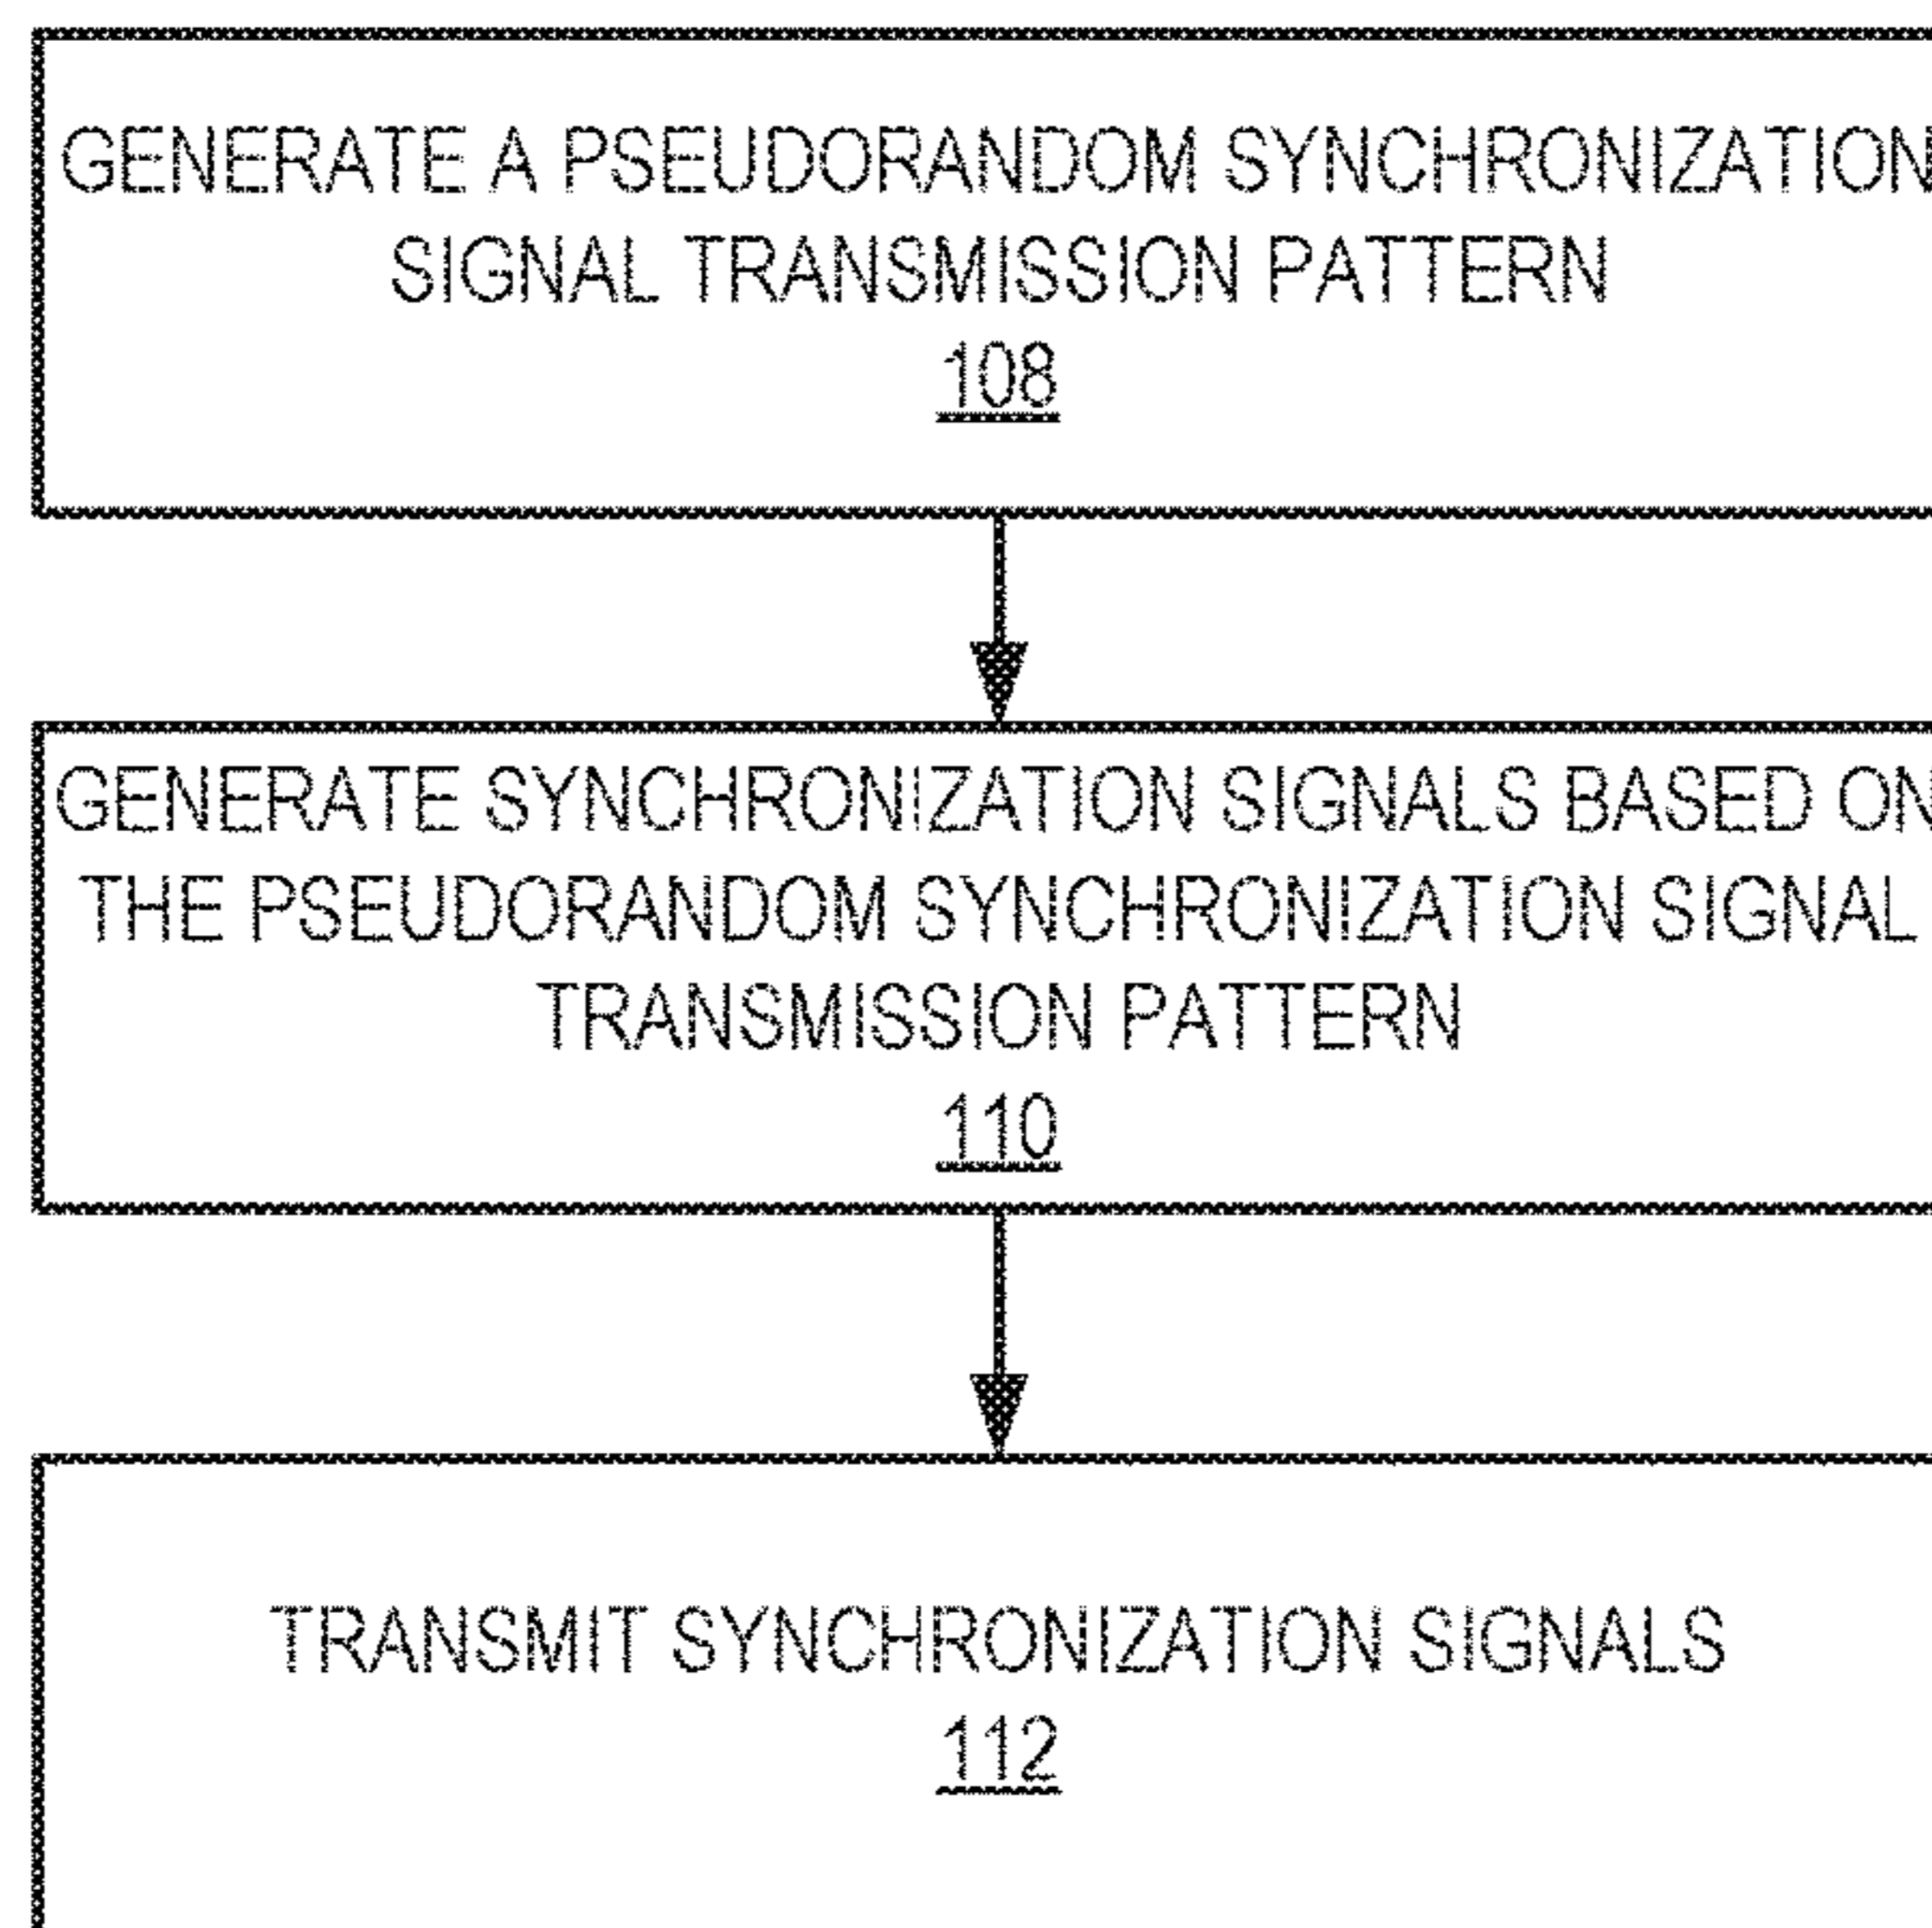 GENERATE A PSEUDORANDOM SYNCHRONIZATION
SIGNAL TRANSMISSION PATTERN
108
GENERATE SYNCHRONIZATION SIGNALS BASED ON
THE PSEUDORANDOM SYNCHRONIZATION SIGNAL
TRANSMISSION PATTERN
110
TRANSMIT SYNCHRONIZATION SIGNALS
112